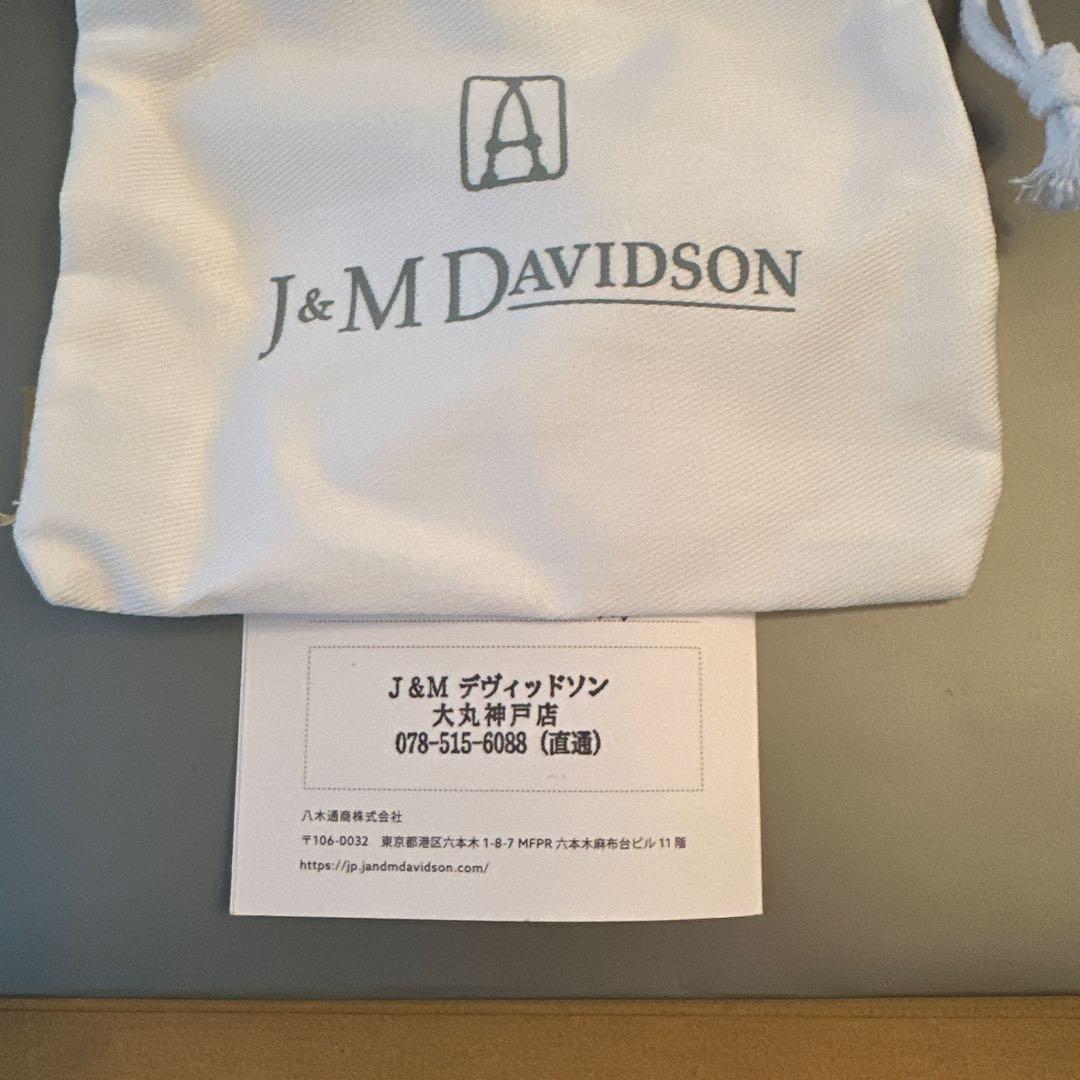 J&M DAVIDSON
J&M デヴィッドソン
大丸神戸店
078-515-6088（直通）
八木通商株式会社
〒106-0032　東京都港区六本木 1-8-7 MFPR 六本木麻布台ビル 11 階
https://jp.jandmdavidson.com/